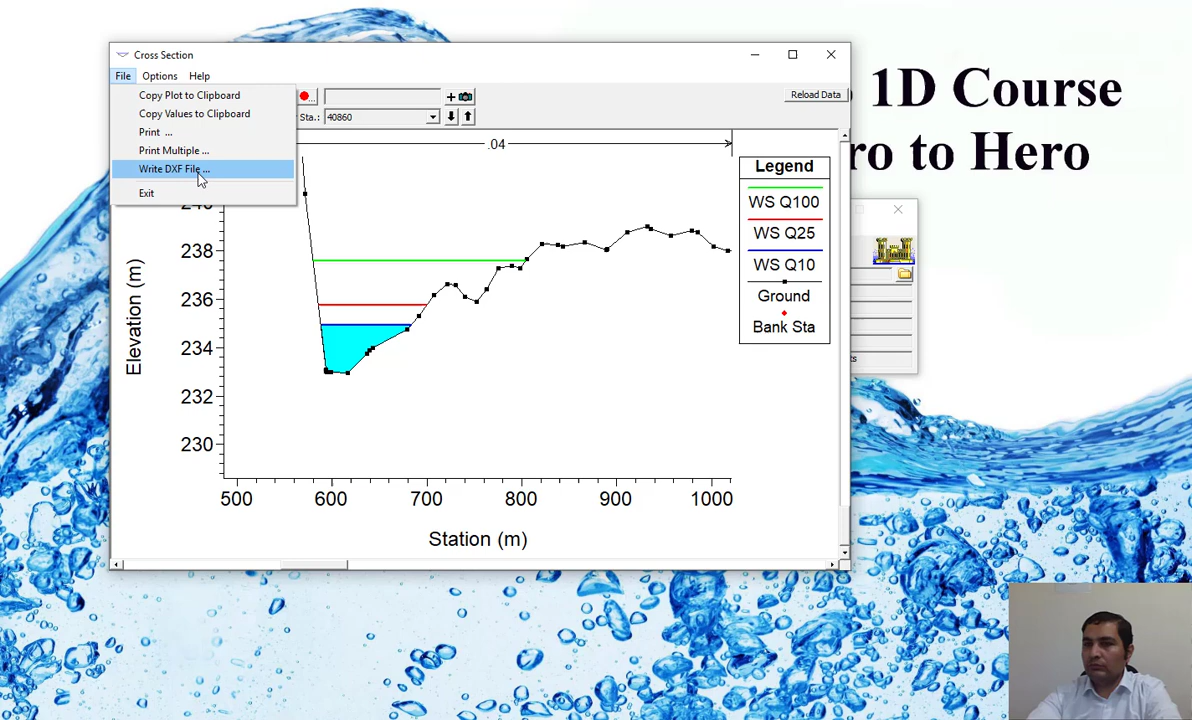 1D Course
ro to Hero
Cross Section
File Options Help
Copy Plot to Clipboard
Copy Values to Clipboard
Print ...
Print Multiple ...
Write DXF File ...
Exit
Reload Data
Sta.: 40860
.04
Legend
WS Q100
WS Q25
WS Q10
Ground
Bank Sta
238
236
234
232
230
Elevation (m)
500 600 700 800 900 1000
Station (m)